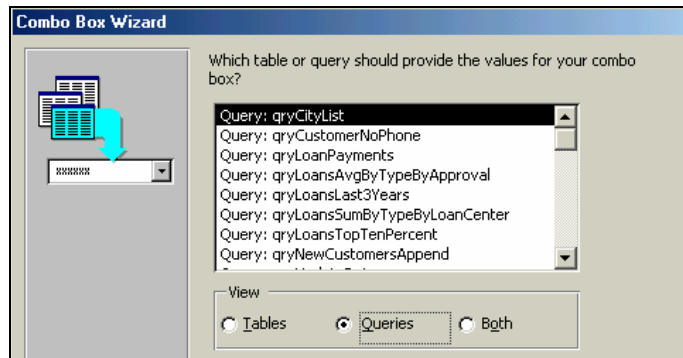 Combo Box Wizard
Which table or query should provide the values for your combo
box?
xxxxxx
Query: qryCityList
Query: qryCustomerNoPhone
Query: qryLoanPayments
Query: qryLoansAvgByTypeByApproval
Query: qryLoansLast3Years
Query: qryLoansSumByTypeByLoanCenter
Query: qryLoansTopTenPercent
Query: qryNewCustomersAppend
View
Tables
Queries
Both